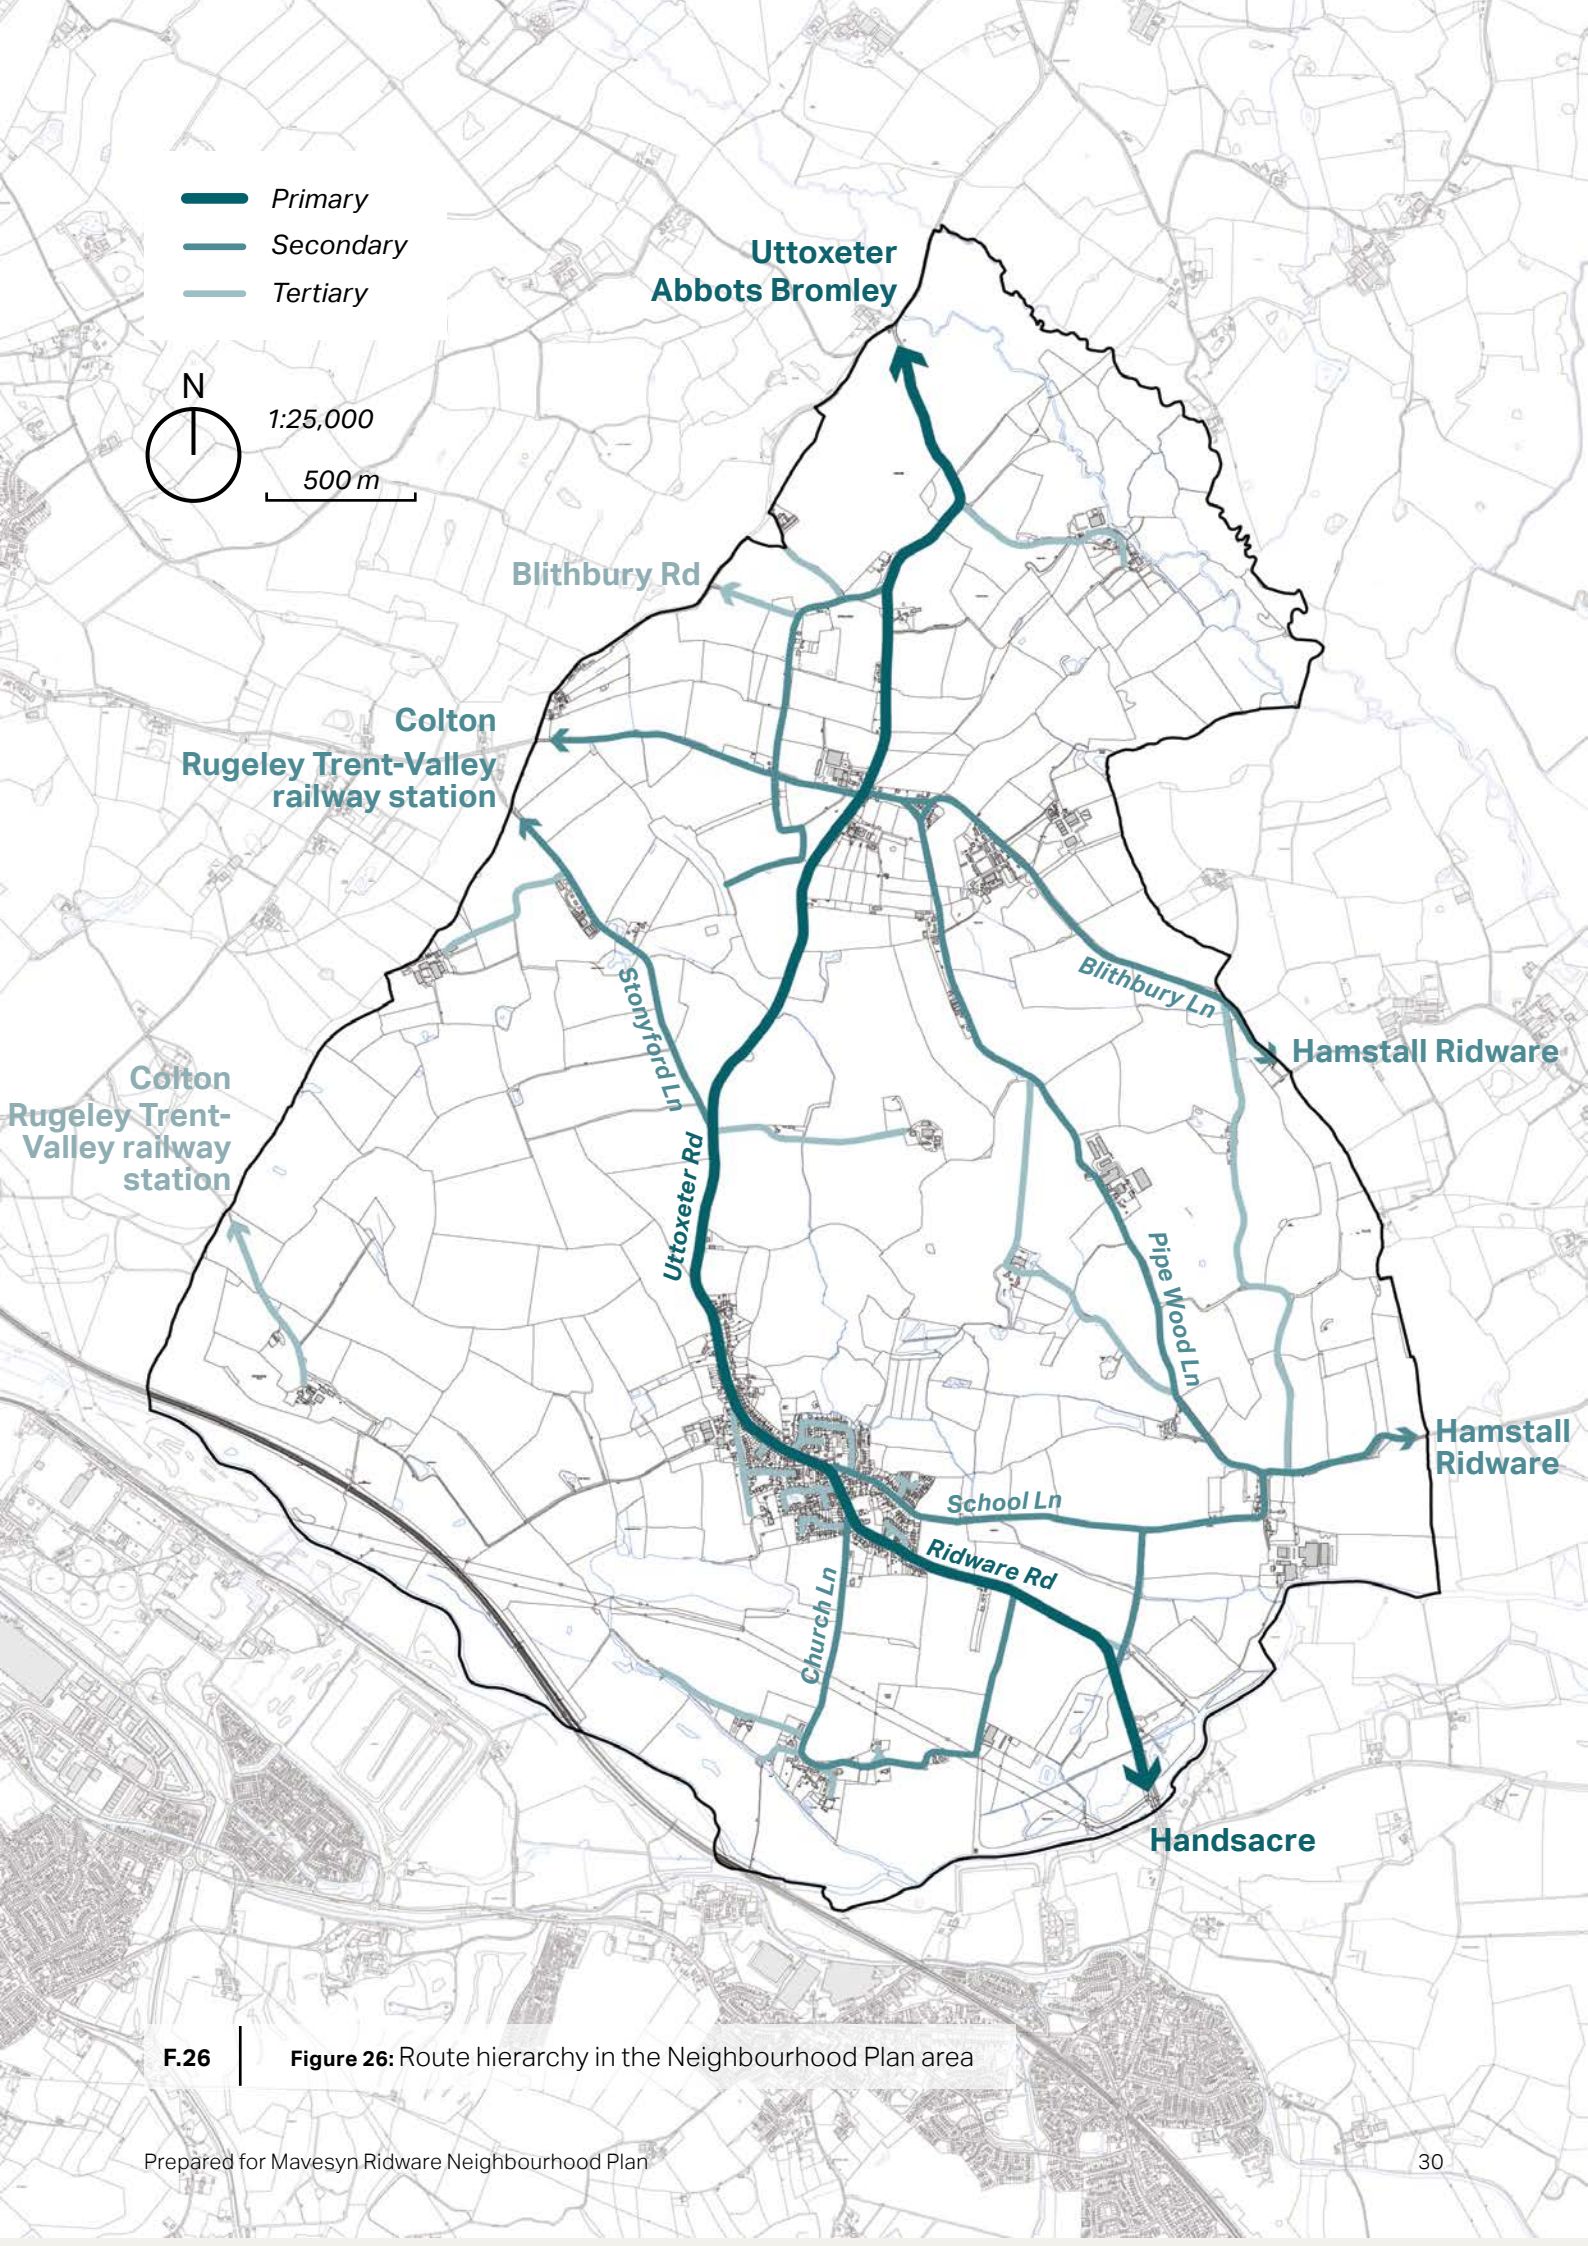 Primary
Secondary
Tertiary
N
1:25,000
500 m
Uttoxeter
Abbots Bromley
Blithbury Rd
Colton
Rugeley Trent-Valley
railway station
Stonyford Ln
Blithbury Ln
Hamstall Ridware
Colton
Rugeley Trent-
Valley railway
station
Uttoxeter Rd
Pipe Wood Ln
Hamstall
Ridware
School Ln
Ridware Rd
Church Ln
Handsacre
F.26
Figure 26: Route hierarchy in the Neighbourhood Plan area
Prepared for Mavesyn Ridware Neighbourhood Plan
30